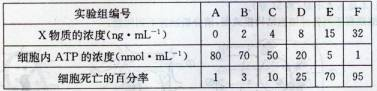 实验组编号 A B C D E F
X物质的浓度(ng·mL⁻¹) 0 2 4 8 15 32
细胞内ATP的浓度(nmol·mL⁻¹) 80 70 50 20 5 1
细胞死亡的百分率 1 3 10 25 70 95